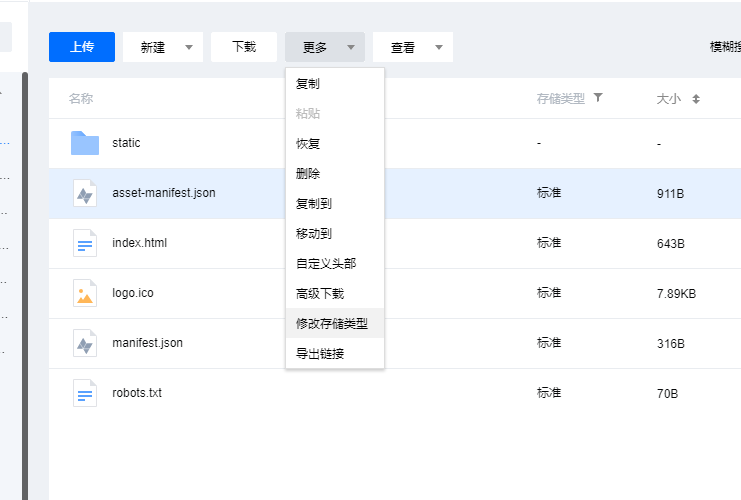 上传 新建 下载 更多 查看 模糊搜
名称 存储类型 大小
复制
粘贴
恢复
删除
复制到
移动到
自定义头部
高级下载
修改存储类型
导出链接
static - -
asset-manifest.json 标准 911B
index.html 标准 643B
logo.ico 标准 7.89KB
manifest.json 标准 316B
robots.txt 标准 70B